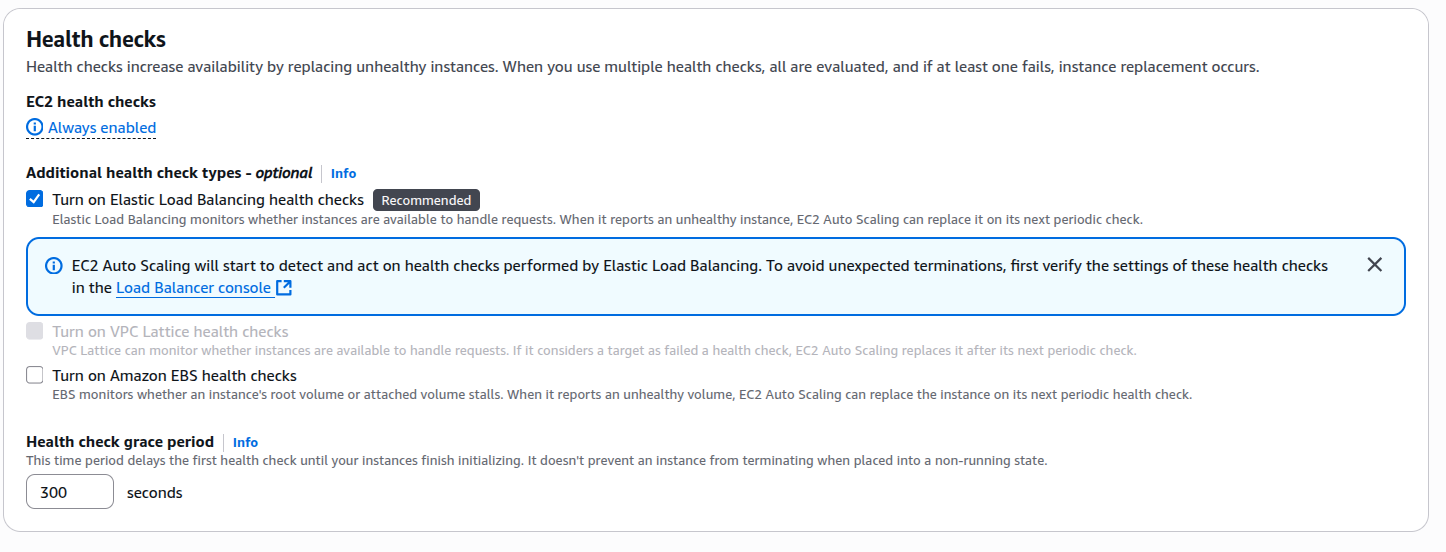 Health checks
Health checks increase availability by replacing unhealthy instances. When you use multiple health checks, all are evaluated, and if at least one fails, instance replacement occurs.
EC2 health checks
Always enabled
Additional health check types - optional Info
Turn on Elastic Load Balancing health checks Recommended
Elastic Load Balancing monitors whether instances are available to handle requests. When it reports an unhealthy instance, EC2 Auto Scaling can replace it on its next periodic check.
EC2 Auto Scaling will start to detect and act on health checks performed by Elastic Load Balancing. To avoid unexpected terminations, first verify the settings of these health checks
in the Load Balancer console
Turn on VPC Lattice health checks
VPC Lattice can monitor whether instances are available to handle requests. If it considers a target as failed a health check, EC2 Auto Scaling replaces it after its next periodic check.
Turn on Amazon EBS health checks
EBS monitors whether an instance's root volume or attached volume stalls. When it reports an unhealthy volume, EC2 Auto Scaling can replace the instance on its next periodic health check.
Health check grace period Info
This time period delays the first health check until your instances finish initializing. It doesn't prevent an instance from terminating when placed into a non-running state.
300 seconds